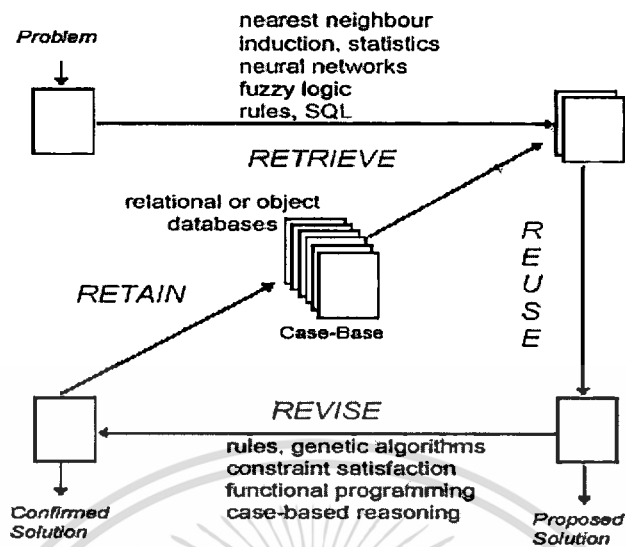 Problem
nearest neighbour
induction, statistics
neural networks
fuzzy logic
rules, SQL
RETRIEVE
relational or object
databases
REUSE
RETAIN
Case-Base
REVISE
rules, genetic algorithms
constraint satisfaction
functional programming
case-based reasoning
Confirmed
Solution
Proposed
Solution